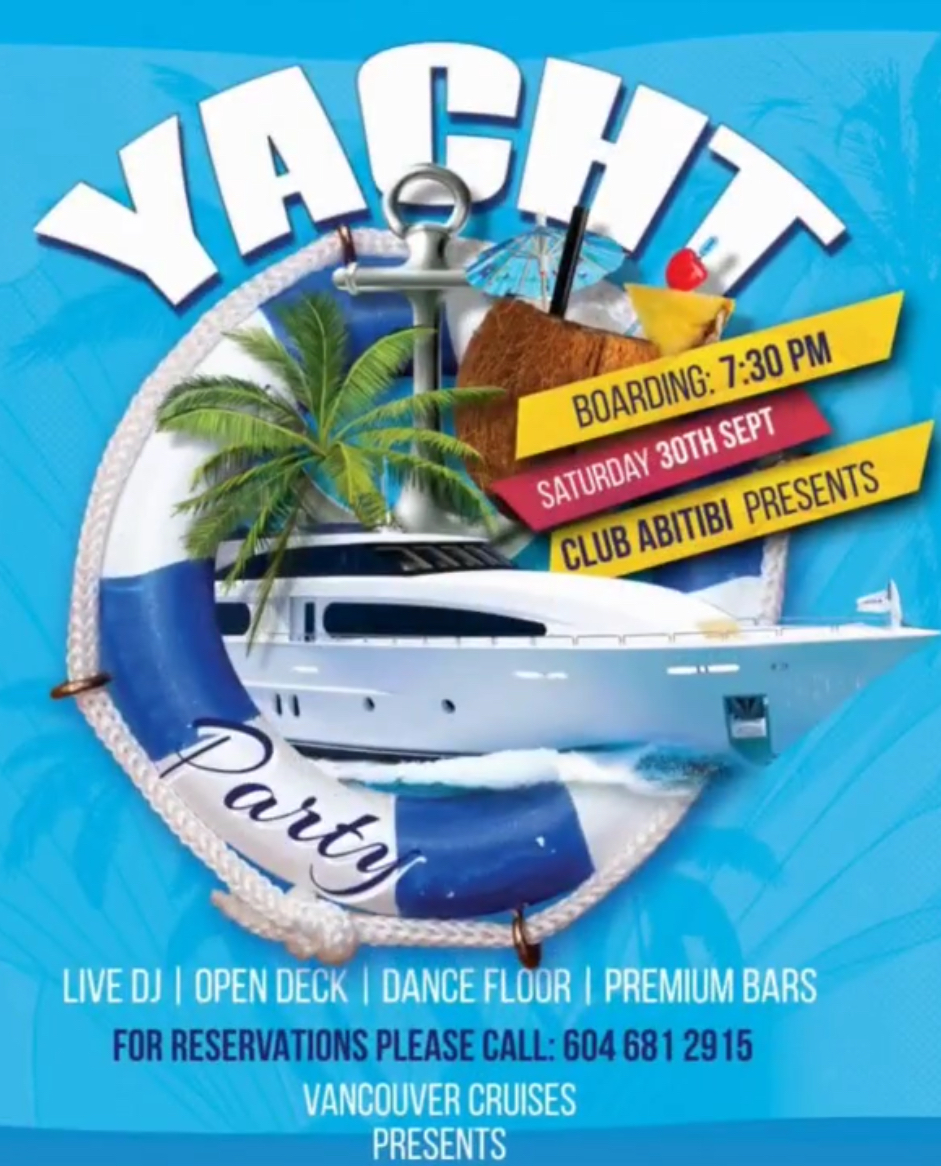 YACHT
BOARDING: 7:30 PM
SATURDAY 30TH SEPT
CLUB ABITIBI PRESENTS
Party
LIVE DJ | OPEN DECK | DANCE FLOOR | PREMIUM BARS
FOR RESERVATIONS PLEASE CALL: 604 681 2915
VANCOUVER CRUISES
PRESENTS